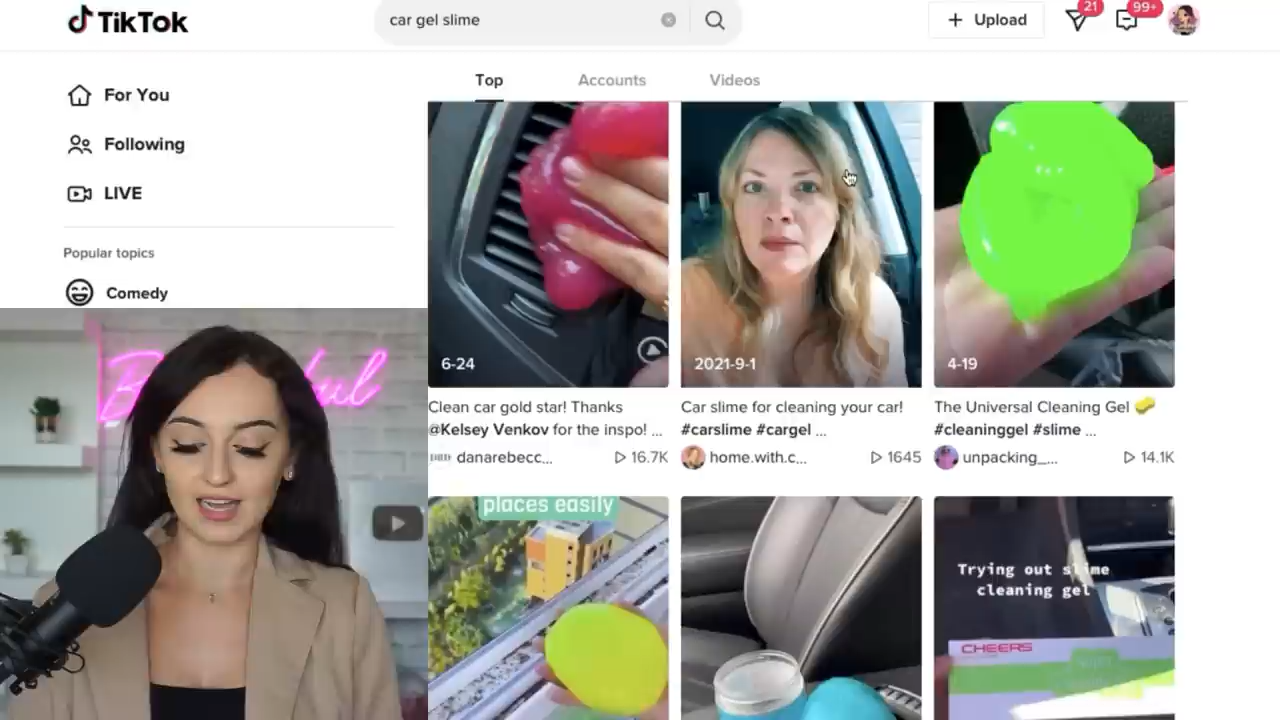 TikTok
car gel slime
Upload
21
99+
For You
Following
LIVE
Popular topics
Comedy
Top
Accounts
Videos
6-24
2021-9-1
4-19
Clean car gold star! Thanks
@Kelsey Venkov for the inspo! ...
danarebecc...
16.7K
Car slime for cleaning your car!
#carslime #cargel ...
home.with.c...
1645
The Universal Cleaning Gel 🧽
#cleaninggel #slime ...
unpacking_...
14.1K
places easily
Trying out slime
cleaning gel
CHEERS